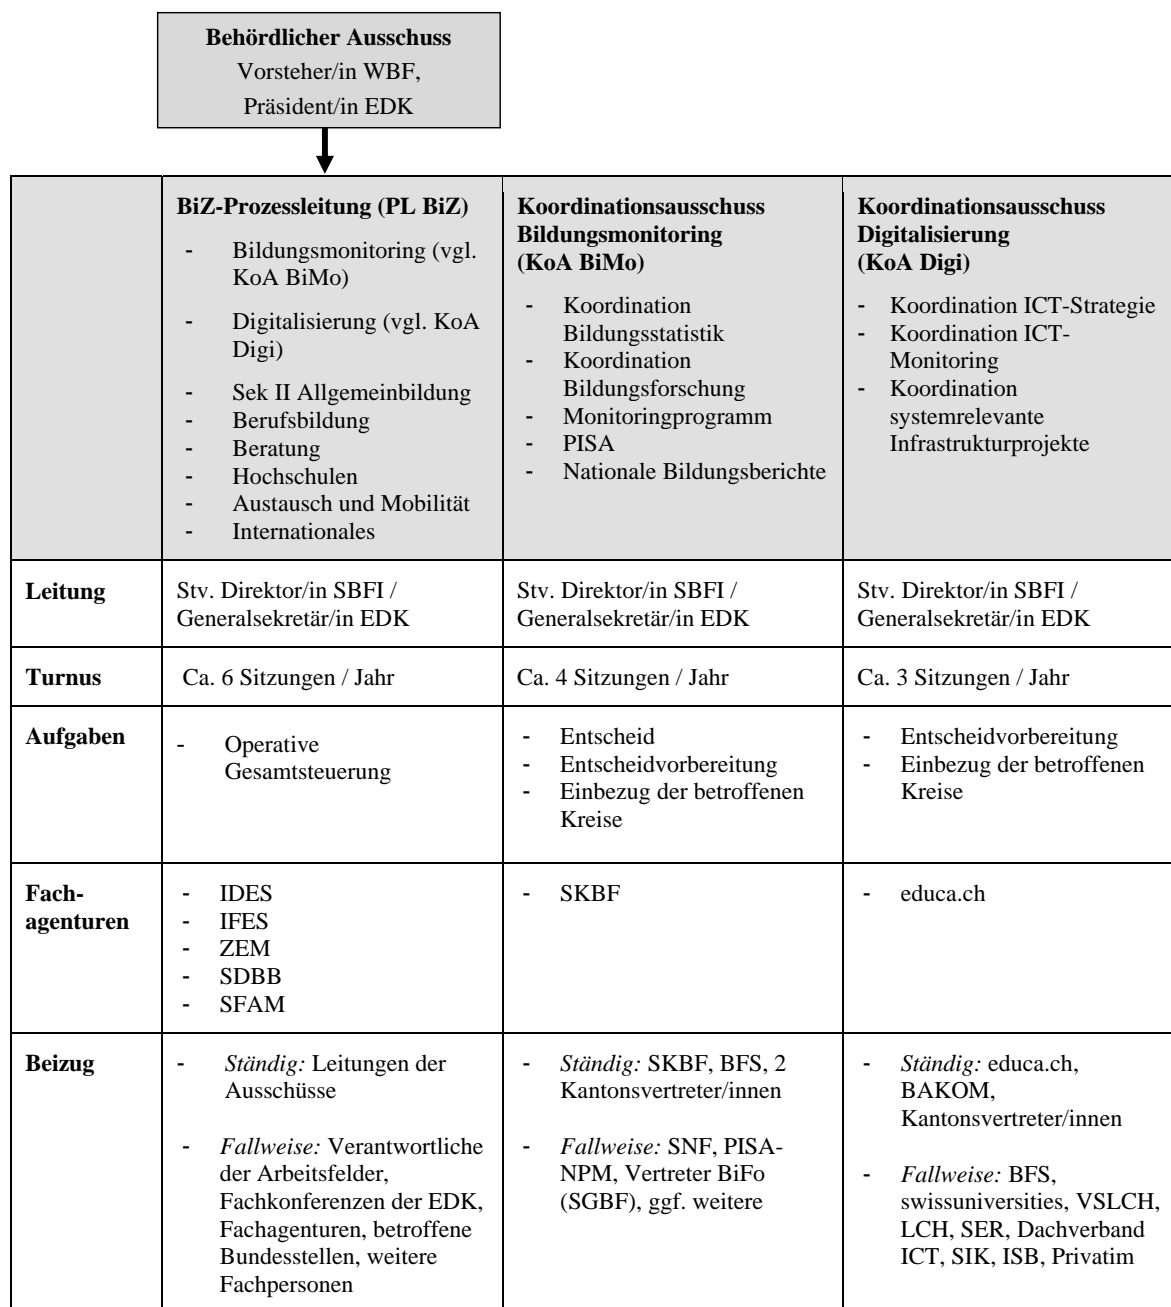 Behördlicher Ausschuss
Vorsteher/in WBF,
Präsident/in EDK
BiZ-Prozessleitung (PL BiZ)
- Bildungsmonitoring (vgl.
KoA BiMo)
- Digitalisierung (vgl. KoA
Digi)
- Sek II Allgemeinbildung
- Berufsbildung
- Beratung
- Hochschulen
- Austausch und Mobilität
- Internationales
Koordinationsausschuss
Bildungsmonitoring
(KoA BiMo)
- Koordination
Bildungsstatistik
- Koordination
Bildungsforschung
- Monitoringprogramm
- PISA
- Nationale Bildungsberichte
Koordinationsausschuss
Digitalisierung
(KoA Digi)
- Koordination ICT-Strategie
- Koordination ICT-
Monitoring
- Koordination
systemrelevante
Infrastrukturprojekte
Leitung
Stv. Direktor/in SBFI /
Generalsekretär/in EDK
Stv. Direktor/in SBFI /
Generalsekretär/in EDK
Stv. Direktor/in SBFI /
Generalsekretär/in EDK
Turnus
Ca. 6 Sitzungen / Jahr
Ca. 4 Sitzungen / Jahr
Ca. 3 Sitzungen / Jahr
Aufgaben
- Operative
Gesamtsteuerung
- Entscheid
- Entscheidvorbereitung
- Einbezug der betroffenen
Kreise
- Entscheidvorbereitung
- Einbezug der betroffenen
Kreise
Fach-
agenturen
- IDES
- IFES
- ZEM
- SDBB
- SFAM
- SKBF
- educa.ch
Beizug
- Ständig: Leitungen der
Ausschüsse
- Fallweise: Verantwortliche
der Arbeitsfelder,
Fachkonferenzen der EDK,
Fachagenturen, betroffene
Bundesstellen, weitere
Fachpersonen
- Ständig: SKBF, BFS, 2
Kantonsvertreter/innen
- Fallweise: SNF, PISA-
NPM, Vertreter BiFo
(SGBF), ggf. weitere
- Ständig: educa.ch,
BAKOM,
Kantonsvertreter/innen
- Fallweise: BFS,
swissuniversities, VSLCH,
LCH, SER, Dachverband
ICT, SIK, ISB, Privatim